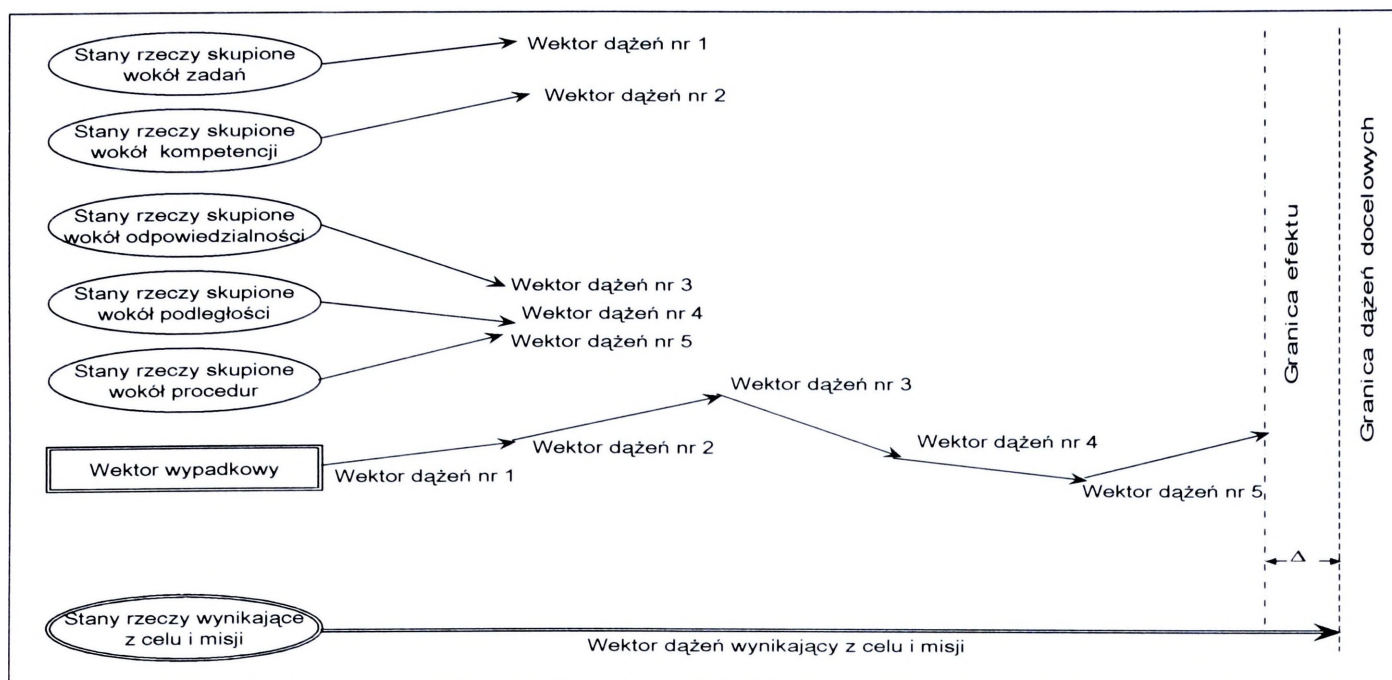 Stany rzeczy skupione
wokół zadań
Wektor dążeń nr 1
Stany rzeczy skupione
wokół kompetencji
Wektor dążeń nr 2
Stany rzeczy skupione
wokół odpowiedzialności
Wektor dążeń nr 3
Stany rzeczy skupione
wokół podległości
Wektor dążeń nr 4
Stany rzeczy skupione
wokół procedur
Wektor dążeń nr 5
Wektor wypadkowy
Wektor dążeń nr 1
Wektor dążeń nr 2
Wektor dążeń nr 3
Wektor dążeń nr 4
Wektor dążeń nr 5
Granica efektu
Granica dążeń docelowych
Δ
Stany rzeczy wynikające
z celu i misji
Wektor dążeń wynikający z celu i misji